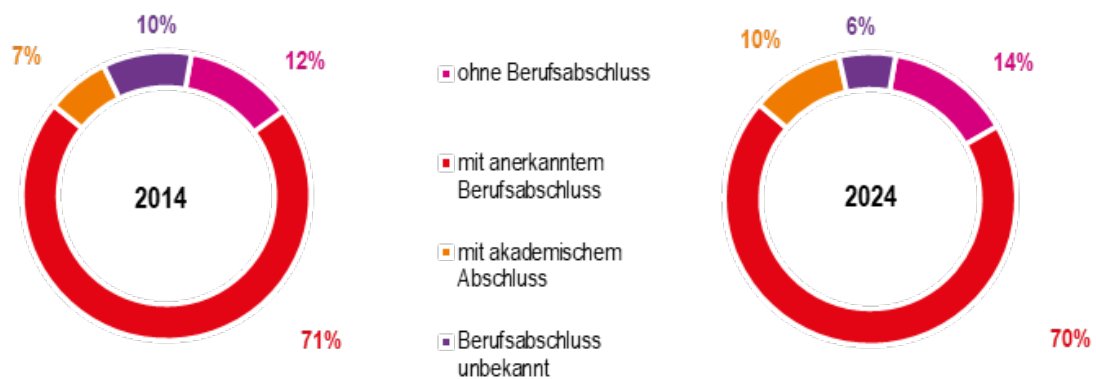 10%
7%
12%
2014
71%
ohne Berufsabschluss
mit anerkanntem
Berufsabschluss
mit akademischem
Abschluss
Berufsabschluss
unbekannt
6%
10%
14%
2024
70%